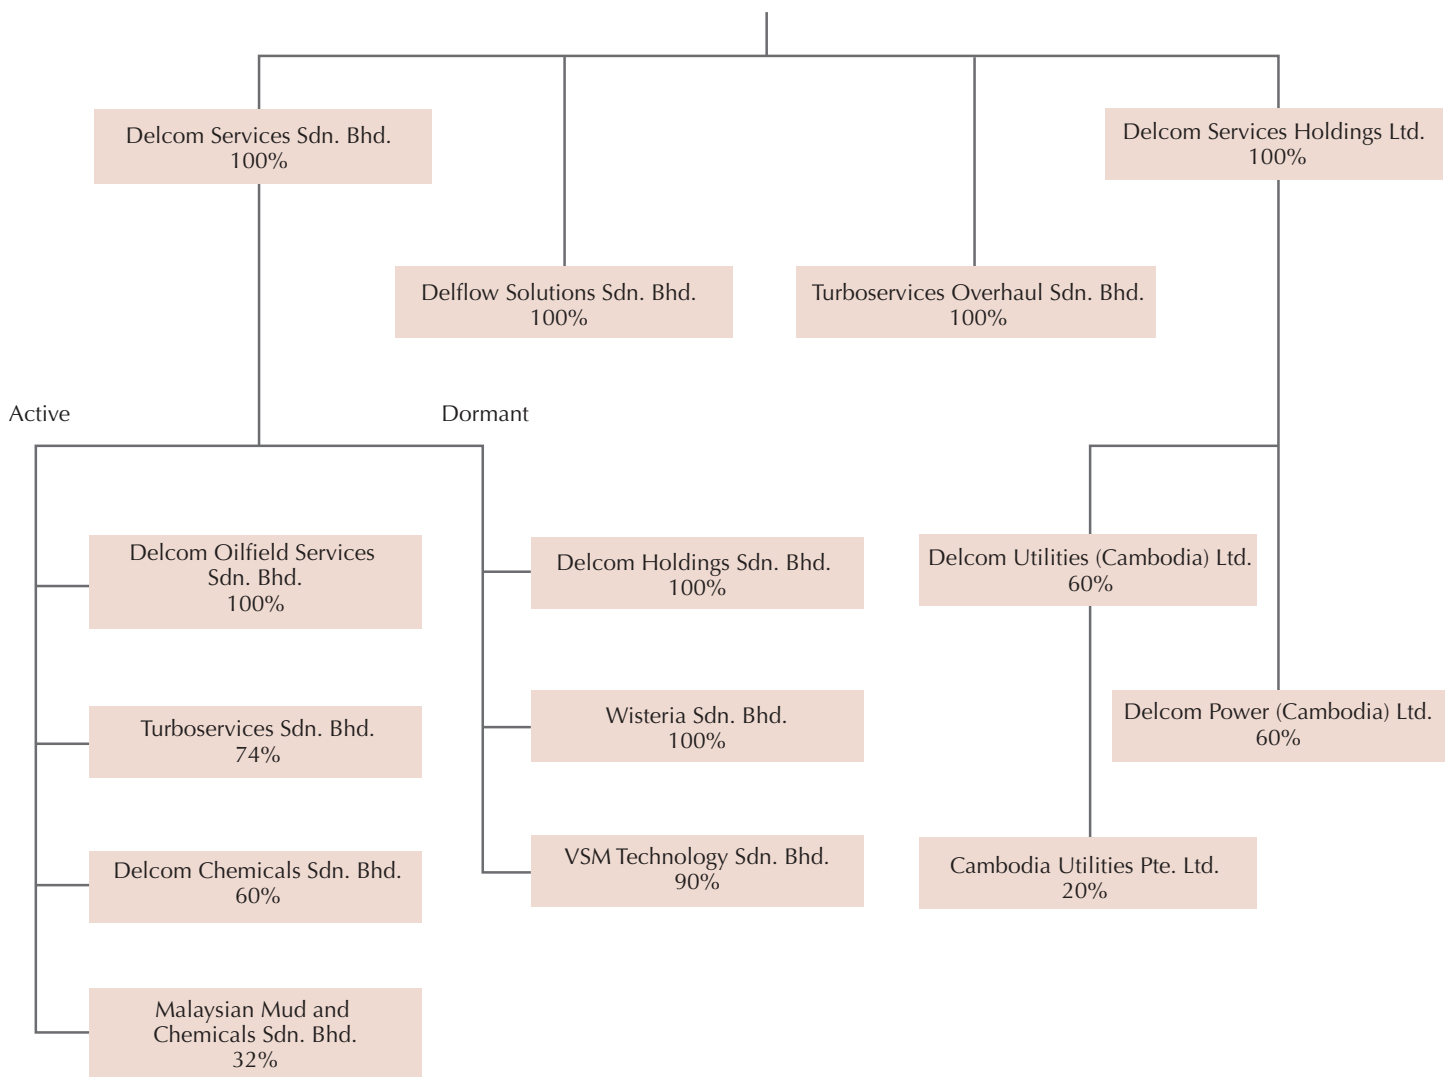 Delcom Services Sdn. Bhd.
100%
Delcom Services Holdings Ltd.
100%
Delflow Solutions Sdn. Bhd.
100%
Turboservices Overhaul Sdn. Bhd.
100%
Active
Dormant
Delcom Oilfield Services
Sdn. Bhd.
100%
Turboservices Sdn. Bhd.
74%
Delcom Chemicals Sdn. Bhd.
60%
Malaysian Mud and
Chemicals Sdn. Bhd.
32%
Delcom Holdings Sdn. Bhd.
100%
Wisteria Sdn. Bhd.
100%
VSM Technology Sdn. Bhd.
90%
Delcom Utilities (Cambodia) Ltd.
60%
Delcom Power (Cambodia) Ltd.
60%
Cambodia Utilities Pte. Ltd.
20%